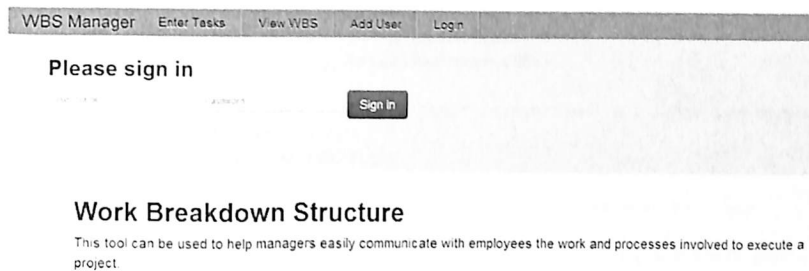 WBS Manager Enter Tasks View WBS Add User Login
Please sign in
Sign in
Work Breakdown Structure
This tool can be used to help managers easily communicate with employees the work and processes involved to execute a
project.